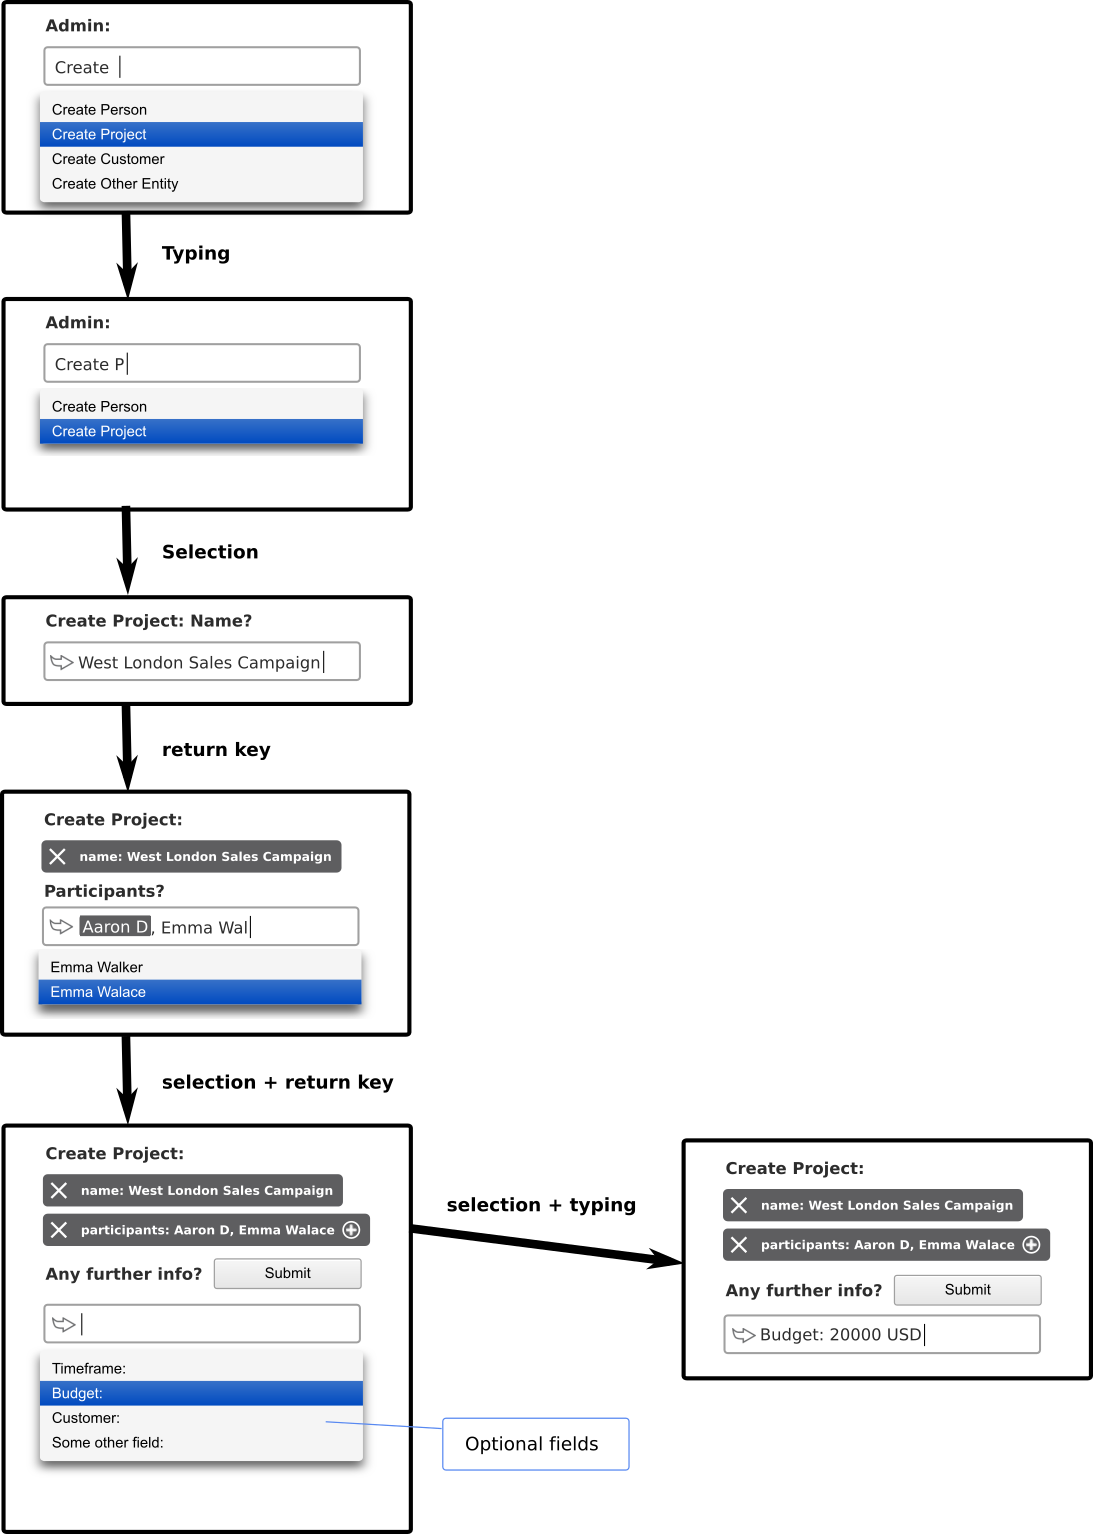 Admin:
Create
Create Person
Create Project
Create Customer
Create Other Entity
Typing
Admin:
Create P
Create Person
Create Project
Selection
Create Project: Name?
West London Sales Campaign
return key
Create Project:
name: West London Sales Campaign
Participants?
Aaron D, Emma Wal
Emma Walker
Emma Walace
selection + return key
Create Project:
name: West London Sales Campaign
participants: Aaron D, Emma Walace
Any further info? Submit
Timeframe:
Budget:
Customer:
Some other field:
selection + typing
Optional fields
Create Project:
name: West London Sales Campaign
participants: Aaron D, Emma Walace
Any further info? Submit
Budget: 20000 USD